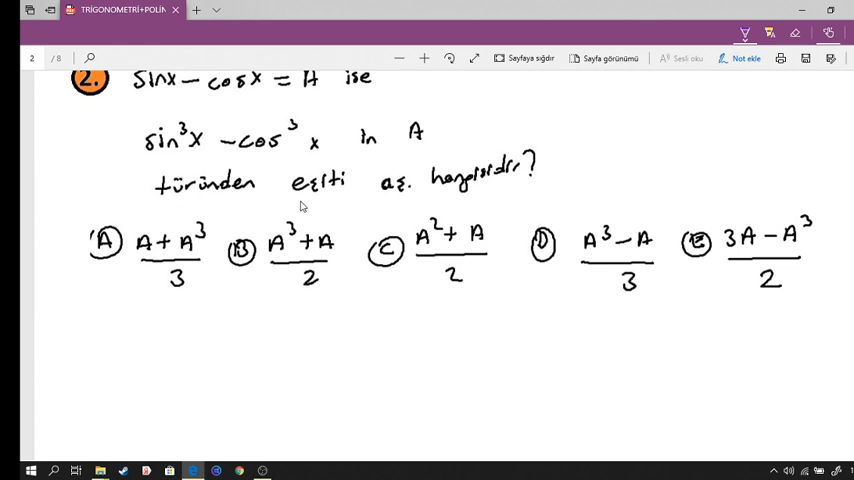 TRİGONOMETRİ+POLİN
2 /8
Sayfaya sığdır
Sayfa görünümü
Sesli oku
Not ekle
2. sinx - cosx = A ise
sin³x - cos³x in A
türünden eşiti aş. hangisidir?
A) A + A³ / 3 B) A³ + A / 2 C) A² + A / 2 D) A³ - A / 3 E) 3A - A³ / 2